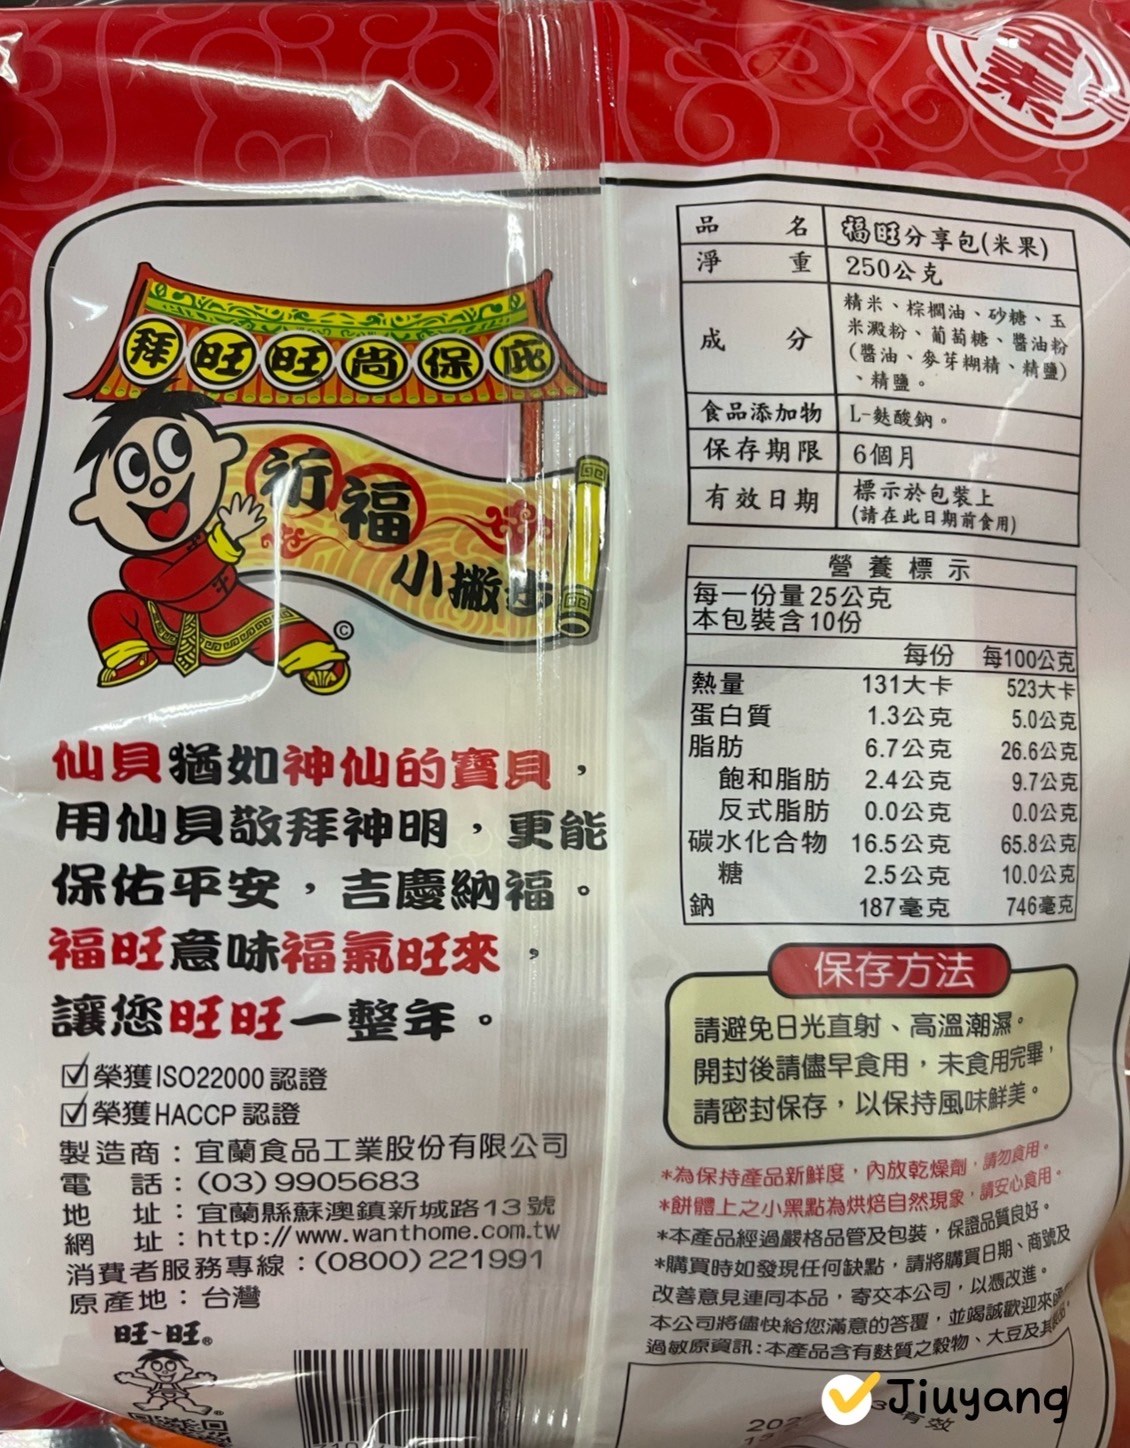 全素
拜旺旺尚保庇
祈福
小撇步
©
仙貝猶如神仙的寶貝，
用仙貝敬拜神明，更能
保佑平安，吉慶納福。
福旺意味福氣旺來，
讓您旺旺一整年。
☑榮獲ISO22000認證
☑榮獲HACCP認證
製造商：宜蘭食品工業股份有限公司
電話：(03)9905683
地址：宜蘭縣蘇澳鎮新城路13號
網址：http://www.wanthome.com.tw
消費者服務專線：(0800)221991
原產地：台灣
旺-旺®
品名 福旺分享包(米果)
淨重 250公克
成分 精米、棕櫚油、砂糖、玉
米澱粉、葡萄糖、醬油粉
(醬油、麥芽糊精、精鹽)
、精鹽。
食品添加物 L-麩酸鈉。
保存期限 6個月
有效日期 標示於包裝上
(請在此日期前食用)
營養標示
每一份量25公克
本包裝含10份
每份 每100公克
熱量 131大卡 523大卡
蛋白質 1.3公克 5.0公克
脂肪 6.7公克 26.6公克
飽和脂肪 2.4公克 9.7公克
反式脂肪 0.0公克 0.0公克
碳水化合物 16.5公克 65.8公克
糖 2.5公克 10.0公克
鈉 187毫克 746毫克
保存方法
請避免日光直射、高溫潮濕。
開封後請儘早食用，未食用完畢，
請密封保存，以保持風味鮮美。
*為保持產品新鮮度，內放乾燥劑，請勿食用。
*餅體上之小黑點為烘焙自然現象，請安心食用。
*本產品經過嚴格品管及包裝，保證品質良好。
*購買時如發現任何缺點，請將購買日期、商號及
改善意見連同本品，寄交本公司，以憑改進。
本公司將儘快給您滿意的答覆，並竭誠歡迎來
過敏原資訊：本產品含有麩質之穀物、大豆及其
有效
Jiuyang